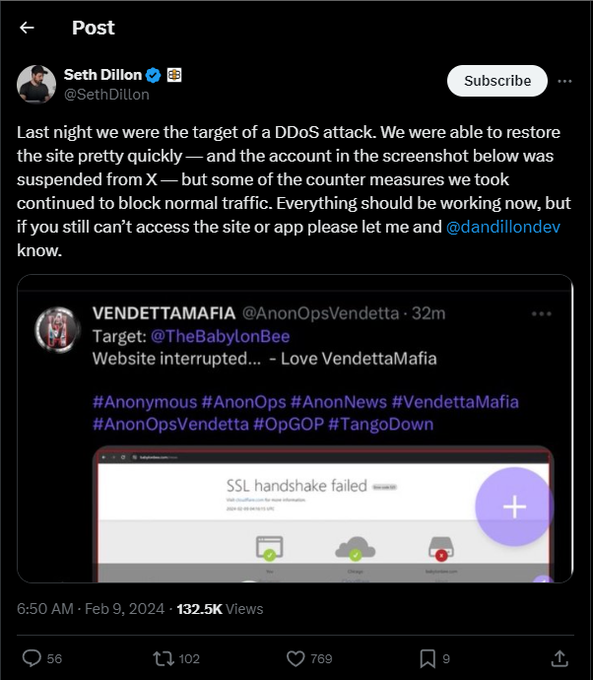 Post
Seth Dillon
@SethDillon
Subscribe
Last night we were the target of a DDoS attack. We were able to restore
the site pretty quickly — and the account in the screenshot below was
suspended from X — but some of the counter measures we took
continued to block normal traffic. Everything should be working now, but
if you still can’t access the site or app please let me and @dandillondev
know.
VENDETTAMAFIA @AnonOpsVendetta · 32m
Target: @TheBabylonBee
Website interrupted... - Love VendettaMafia
#Anonymous #AnonOps #AnonNews #VendettaMafia
#AnonOpsVendetta #OpGOP #TangoDown
SSL handshake failed
6:50 AM · Feb 9, 2024 · 132.5K Views
56 102 769 9